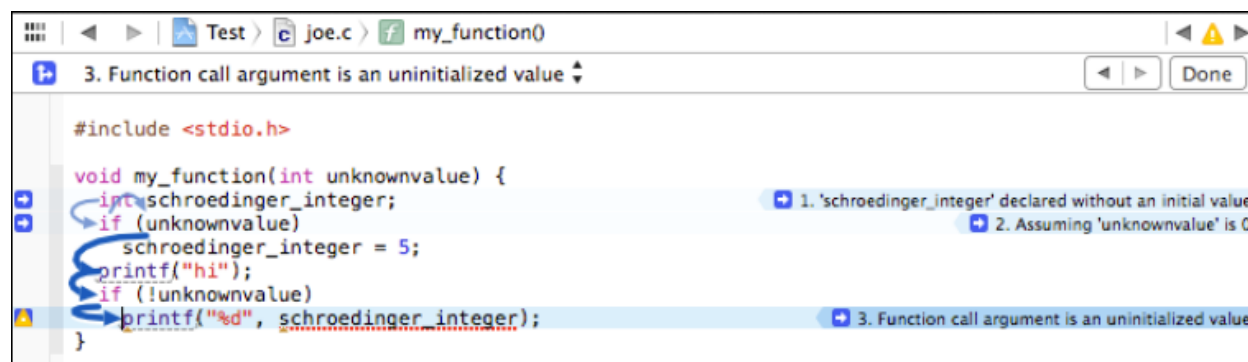 Test joe.c my_function()
3. Function call argument is an uninitialized value Done
#include <stdio.h>
void my_function(int unknownvalue) {
int schroedinger_integer; 1. 'schroedinger_integer' declared without an initial value
if (unknownvalue) 2. Assuming 'unknownvalue' is 0
schroedinger_integer = 5;
printf("hi");
if (!unknownvalue)
printf("%d", schroedinger_integer); 3. Function call argument is an uninitialized value
}